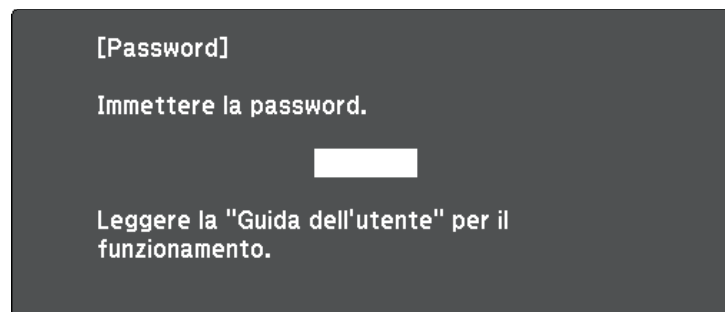 [Password]
Immettere la password.
Leggere la "Guida dell'utente" per il
funzionamento.